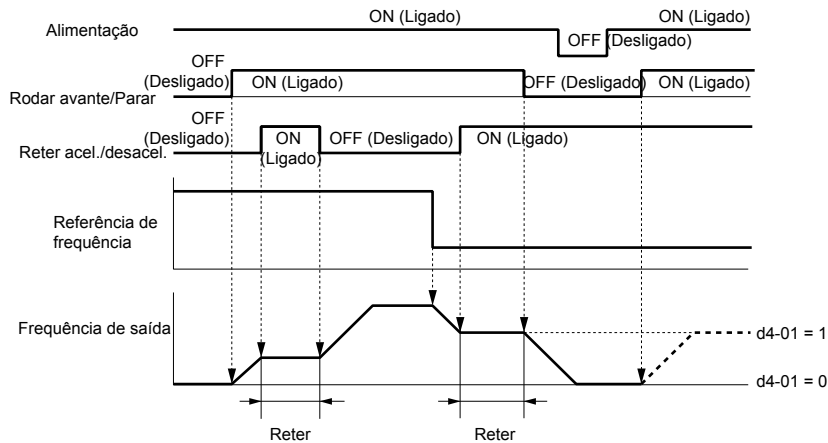 Alimentação
ON (Ligado)
ON (Ligado)
OFF (Desligado)
OFF
(Desligado)
ON (Ligado)
OFF (Desligado)
ON (Ligado)
Rodar avante/Parar
OFF
(Desligado)
ON
(Ligado)
OFF (Desligado)
ON (Ligado)
Reter acel./desacel.
Referência de
frequência
Frequência de saída
d4-01 = 1
d4-01 = 0
Reter
Reter